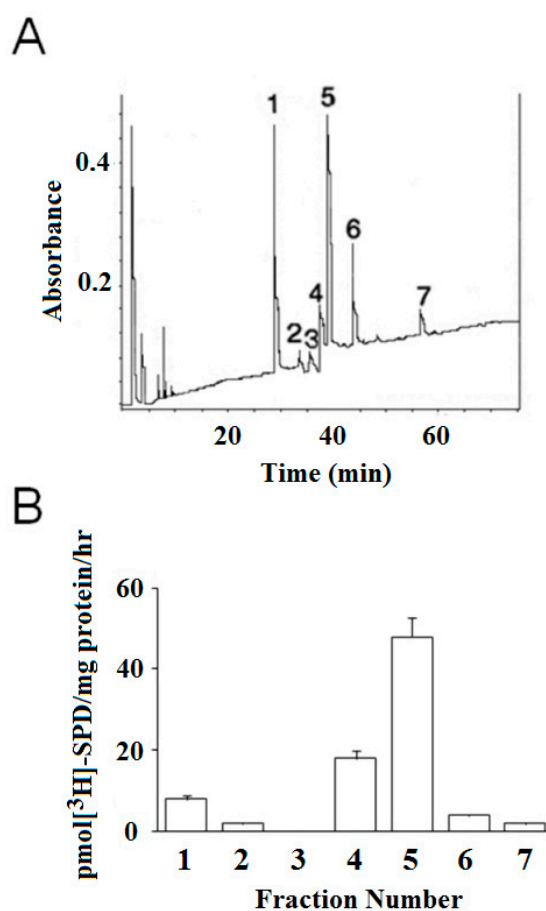 A
Absorbance
0.4
0.2
1
2
3
4
5
6
7
20 40 60
Time (min)
B
pmol[³H]-SPD/mg protein/hr
60
40
20
0
1 2 3 4 5 6 7
Fraction Number